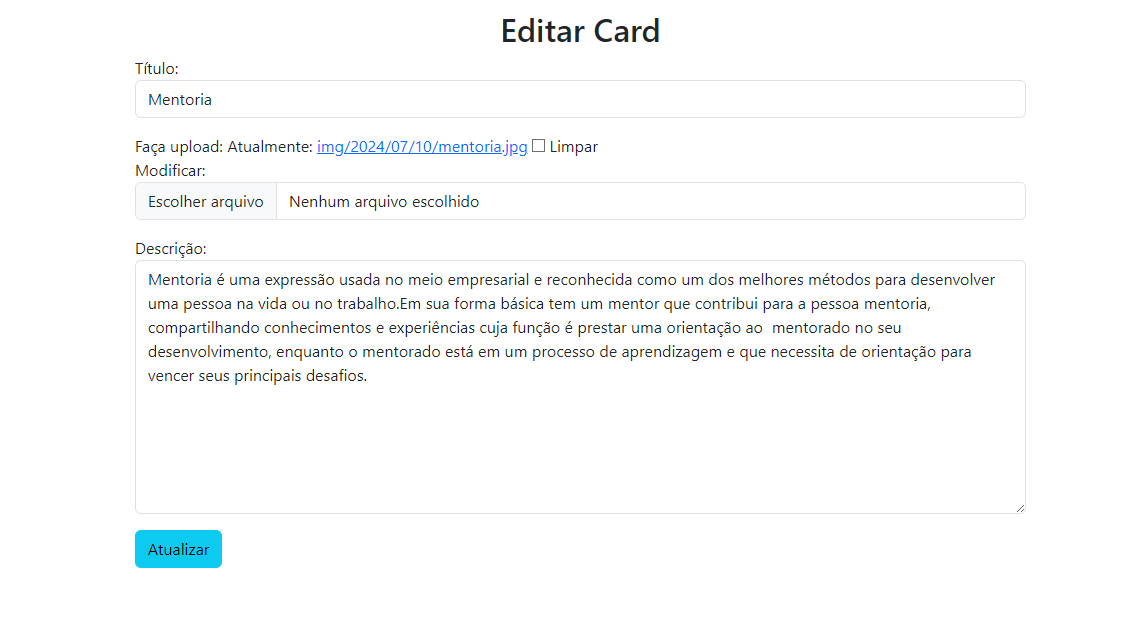 Editar Card
Título:
Mentoria
Faça upload: Atualmente: img/2024/07/10/mentoria.jpg Limpar
Modificar:
Escolher arquivo Nenhum arquivo escolhido
Descrição:
Mentoria é uma expressão usada no meio empresarial e reconhecida como um dos melhores métodos para desenvolver
uma pessoa na vida ou no trabalho.Em sua forma básica tem um mentor que contribui para a pessoa mentoria,
compartilhando conhecimentos e experiências cuja função é prestar uma orientação ao  mentorado no seu
desenvolvimento, enquanto o mentorado está em um processo de aprendizagem e que necessita de orientação para
vencer seus principais desafios.
Atualizar